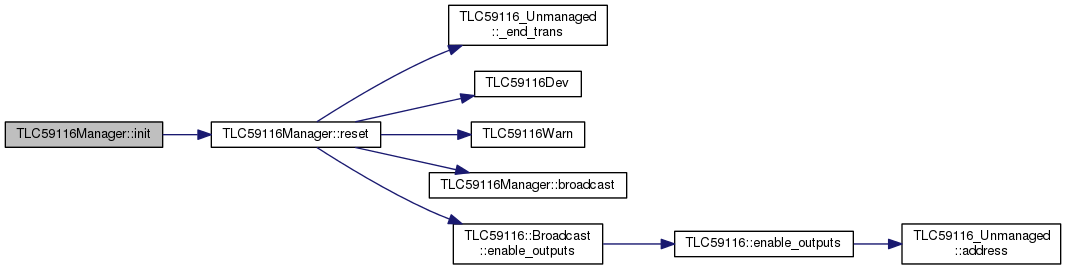 TLC59116Manager::init
TLC59116Manager::reset
TLC59116_Unmanaged
::_end_trans
TLC59116Dev
TLC59116Warn
TLC59116Manager::broadcast
TLC59116::Broadcast
::enable_outputs
TLC59116::enable_outputs
TLC59116_Unmanaged
::address